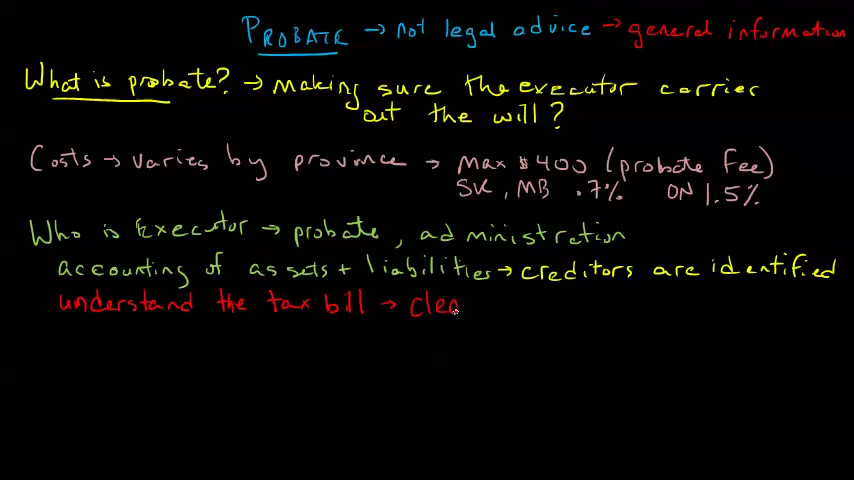 PROBATE → not legal advice → general information
What is probate? → making sure the executor carrier
out the will?
Costs → varies by province → Max $400 (probate fee)
SK, MB .7% ON 1.5%
Who is Executor → probate, administration
accounting of assets + liabilities → creditors are identified
understand the tax bill → clea